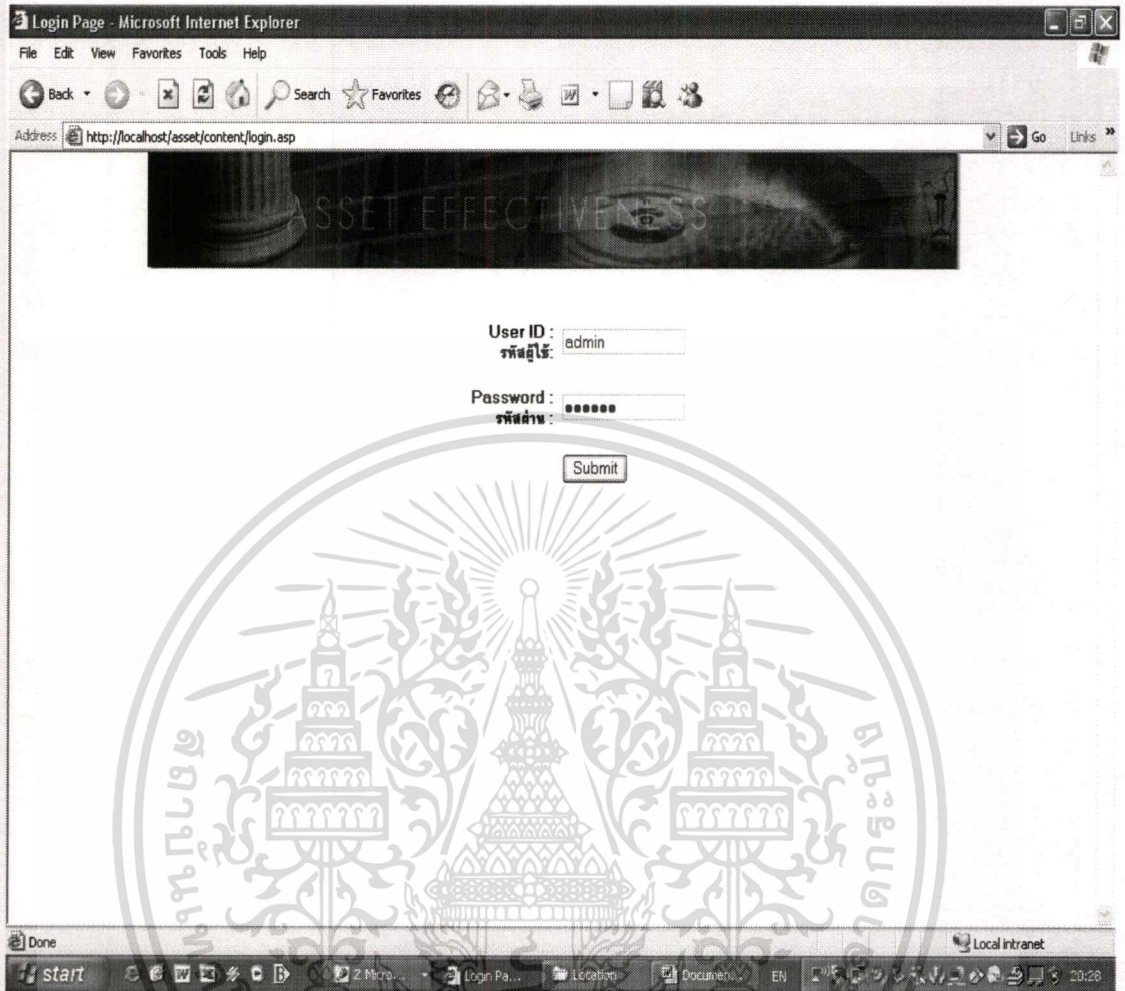 Login Page - Microsoft Internet Explorer
File Edit View Favorites Tools Help
Back Search Favorites
Address http://localhost/asset/content/login.asp Go Links »
ASSET EFFECTIVENESS
User ID : admin
รหัสผู้ใช้:
Password : ••••••
รหัสผ่าน :
Submit
Done Local intranet
start 2 Micro... Login Pa... Location Documen... EN 20:28